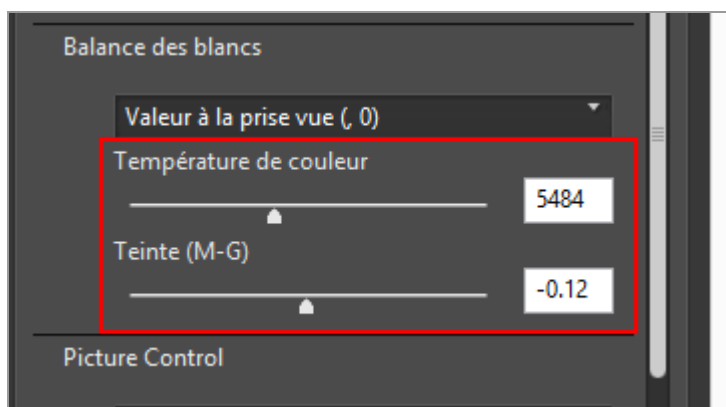 Balance des blancs
Valeur à la prise vue (, 0)
Température de couleur
5484
Teinte (M-G)
-0.12
Picture Control